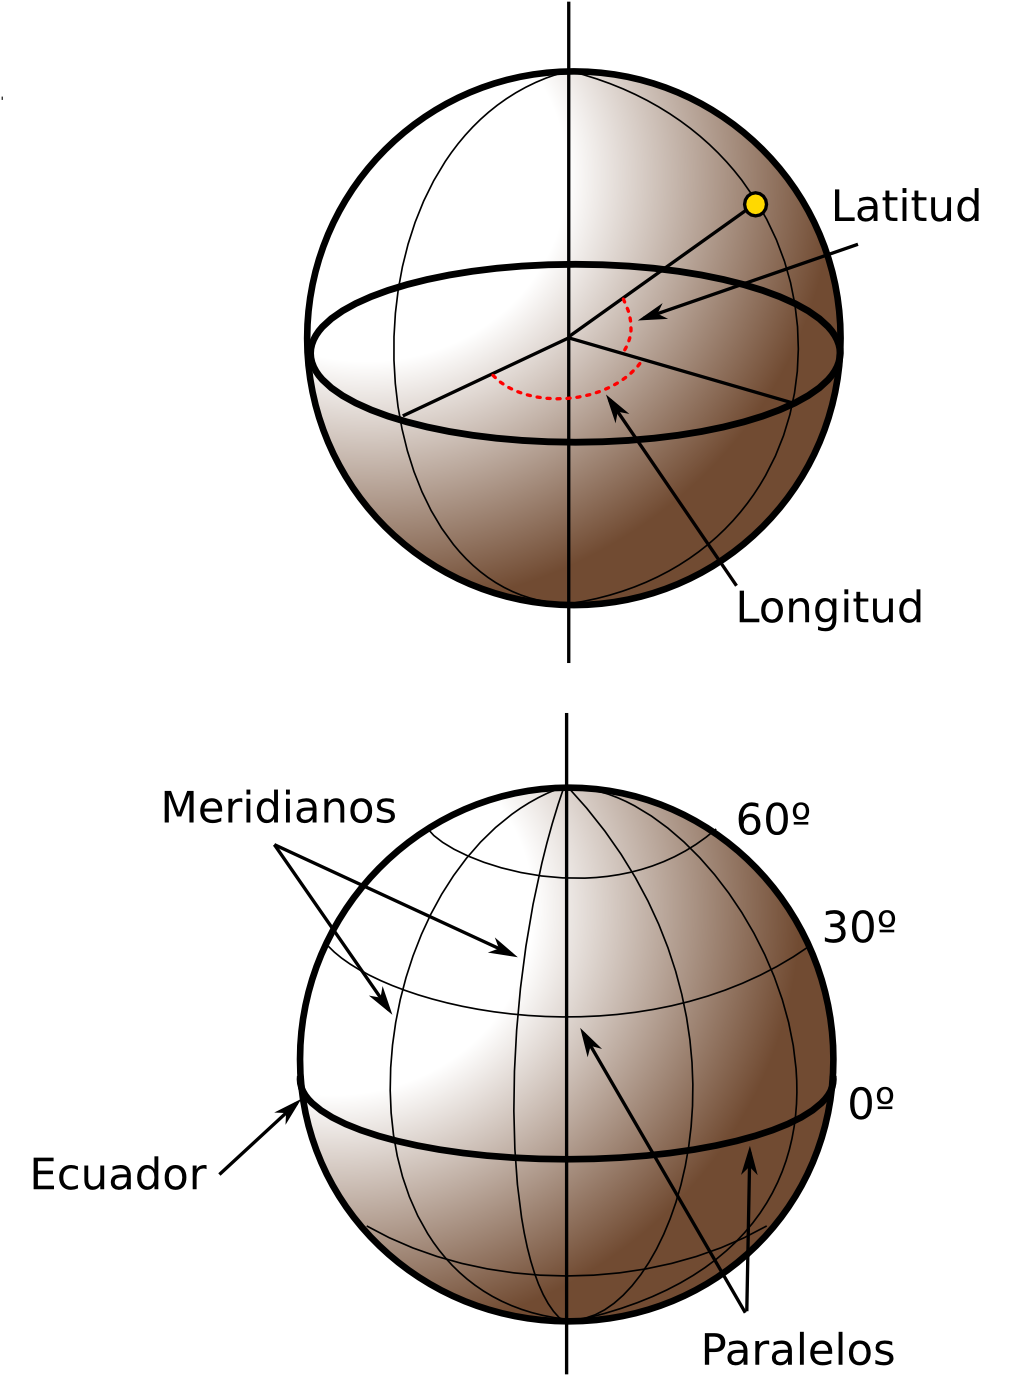 Latitud
Longitud
Meridianos
60º
30º
0º
Ecuador
Paralelos